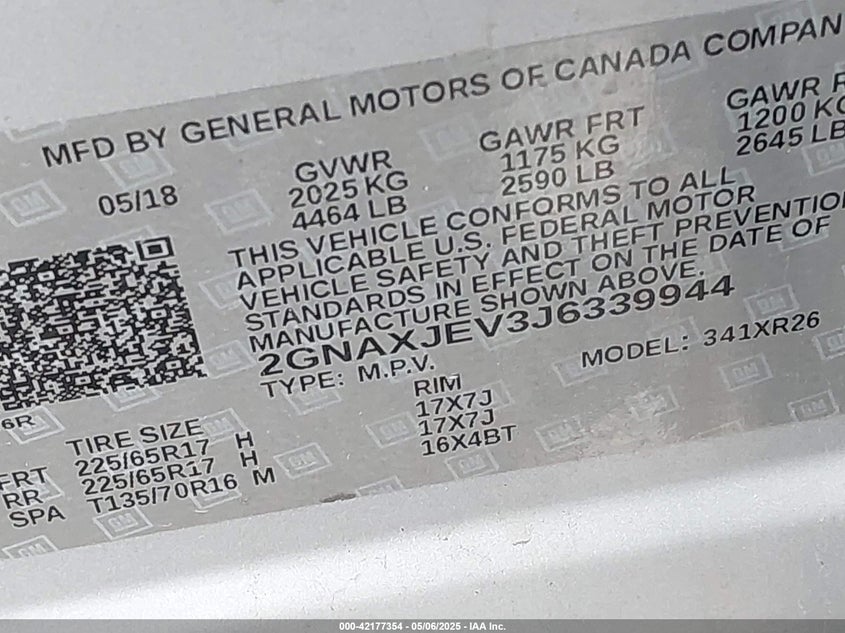 MFD BY GENERAL MOTORS OF CANADA COMPAN
05/18
GVWR
2025 KG
4464 LB
GAWR FRT
1175 KG
2590 LB
GAWR R
1200 KG
2645 LB
THIS VEHICLE CONFORMS TO ALL
APPLICABLE U.S. FEDERAL MOTOR
VEHICLE SAFETY AND THEFT PREVENTION
STANDARDS IN EFFECT ON THE DATE OF
MANUFACTURE SHOWN ABOVE.
2GNAXJEV3J6339944
TYPE: M.P.V.
MODEL: 341XR26
6R
TIRE SIZE
RIM
FRT 225/65R17 H 17X7J
RR 225/65R17 H 17X7J
SPA T135/70R16 M 16X4BT
GM
000-42177354 - 05/06/2025 - IAA Inc.